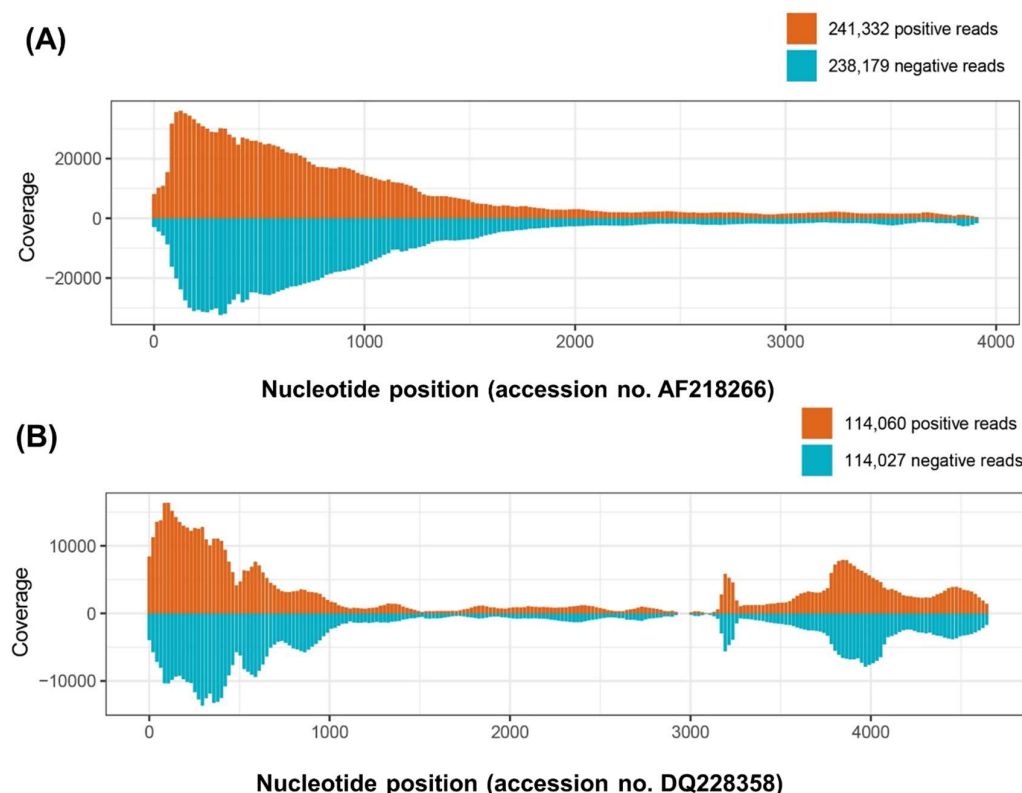 (A)
241,332 positive reads
238,179 negative reads
Coverage
20000
0
−20000
0 1000 2000 3000 4000
Nucleotide position (accession no. AF218266)
(B)
114,060 positive reads
114,027 negative reads
Coverage
10000
0
−10000
0 1000 2000 3000 4000
Nucleotide position (accession no. DQ228358)